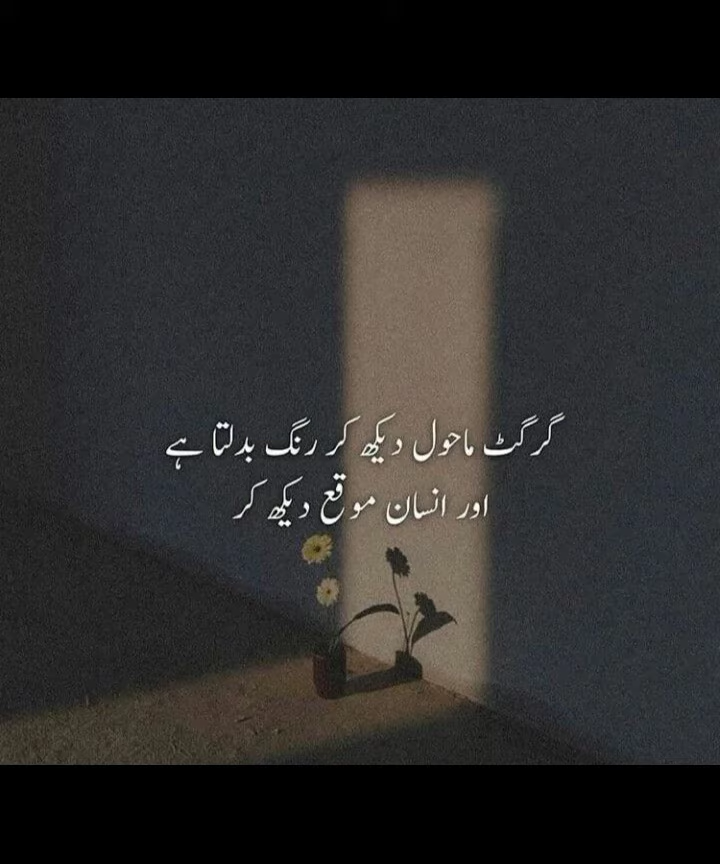 گرگٹ ماحول دیکھ کر رنگ بدلتا ہے
اور انسان موقع دیکھ کر